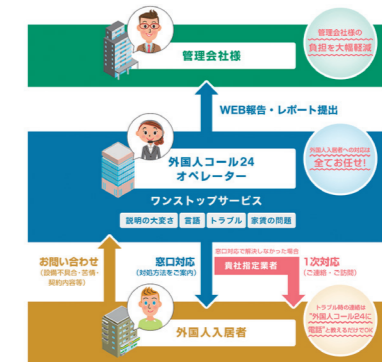 管理会社様
管理会社様の
負担を大幅軽減
WEB報告・レポート提出
外国人コール24
オペレーター
外国人入居者への対応は
全てお任せ!
ワンストップサービス
説明の大変さ
言語
トラブル
家賃の問題
お問い合わせ
(設備不具合・苦情・
契約内容等)
窓口対応
(対処方法をご案内)
窓口対応で解決しなかった場合
貴社指定業者
1次対応
(ご連絡・ご訪問)
外国人入居者
トラブル時の連絡は
"外国人コール24に
電話"と教えるだけでOK